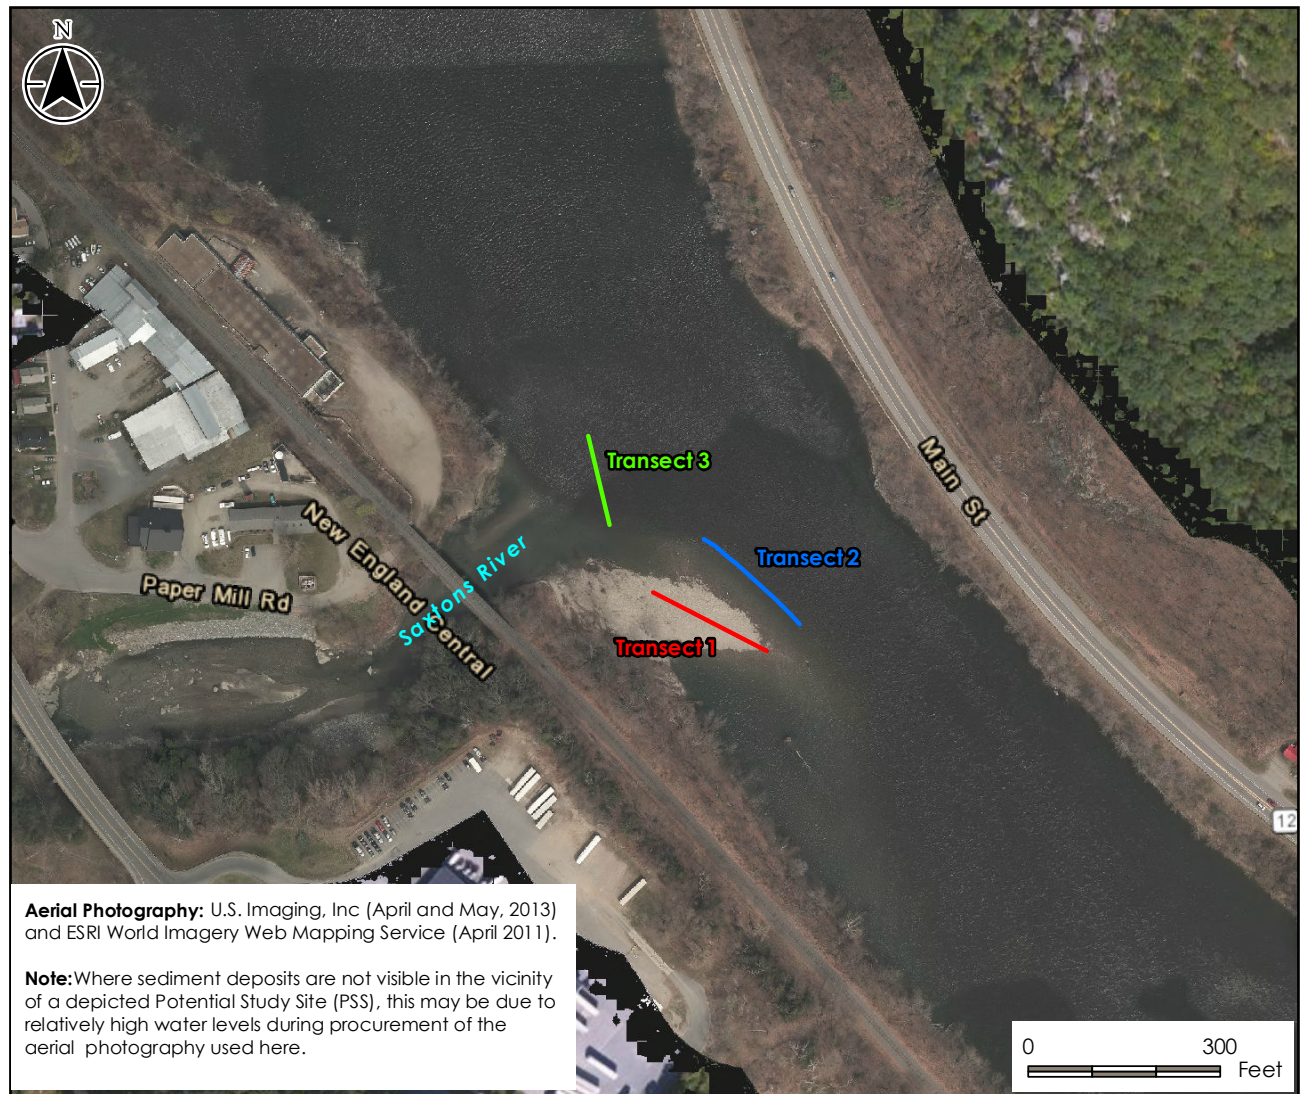 N
Transect 3
Main St
Transect 2
New England Central
Saxtons River
Paper Mill Rd
Transect 1
12
Aerial Photography: U.S. Imaging, Inc (April and May, 2013)
and ESRI World Imagery Web Mapping Service (April 2011).
Note:Where sediment deposits are not visible in the vicinity
of a depicted Potential Study Site (PSS), this may be due to
relatively high water levels during procurement of the
aerial photography used here.
0 300
Feet